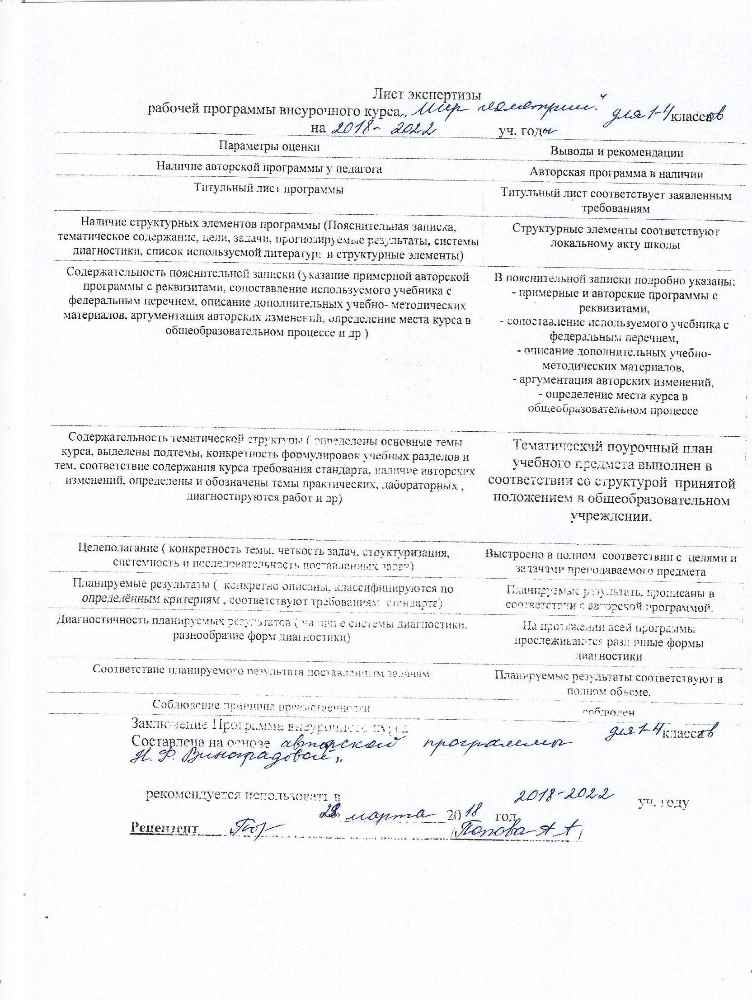 Лист экспертизы
рабочей программы внеурочного курса „Мир геометрии." для 1-4 классов
на 2018- 2022 уч. года
Параметры оценки
Выводы и рекомендации
Наличие авторской программы у педагога
Авторская программа в наличии
Титульный лист программы
Титульный лист соответствует заявленным
требованиям
Наличие структурных элементов программы (Пояснительная записка,
тематическое содержание, цели, задачи, прогнозируемые результаты, системы
диагностики, список используемой литература и структурные элементы)
Структурные элементы соответствуют
локальному акту школы
Содержательность пояснительной записки (указание примерной авторской
программы с реквизитами, сопоставление используемого учебника с
федеральным перечнем, описание дополнительных учебно- методических
материалов, аргументация авторских изменений, определение места курса в
общеобразовательном процессе и др )
В пояснительной записки подробно указаны:
- примерные и авторские программы с
реквизитами,
- сопоставление используемого учебника с
федеральным перечнем,
- описание дополнительных учебно-
методических материалов,
- аргументация авторских изменений,
- определение места курса в
общеобразовательном процессе
Содержательность тематической структуры ( определены основные темы
курса, выделены подтемы, конкретность формулировок учебных разделов и
тем, соответствие содержания курса требования стандарта, наличие авторских
изменений, определены и обозначены темы практических, лабораторных ,
диагностируются работ и др)
Тематический поурочный план
учебного предмета выполнен в
соответствии со структурой принятой
положением в общеобразовательном
учреждении.
Целеполагание ( конкретность темы, четкость задач, структуризация,
системность и последовательность поставленных задач)
Выстроено в полном соответствии с целями и
задачами преподаваемого предмета
Планируемые результаты ( конкретно описаны, классифицируются по
определённым критериям , соответствуют требованиям стандарта)
Планируемые результаты прописаны в
соответствии с авторской программой.
Диагностичность планируемых результатов ( наличие системы диагностики,
разнообразие форм диагностики)
На протяжении всей программы
прослеживаются различные формы
диагностики
Соответствие планируемого результата поставленным задачам
Планируемые результаты соответствуют в
полном объеме.
Соблюдение принципа преемственности
соблюден
Заключение Программа внеурочного курса для 1-4 классов
Составлена на основе авторской программы
Н. Ф. Виноградовой„
рекомендуется использовать в 2018-2022 уч. году
марта 2018 год
Рецензент (Попова А А)